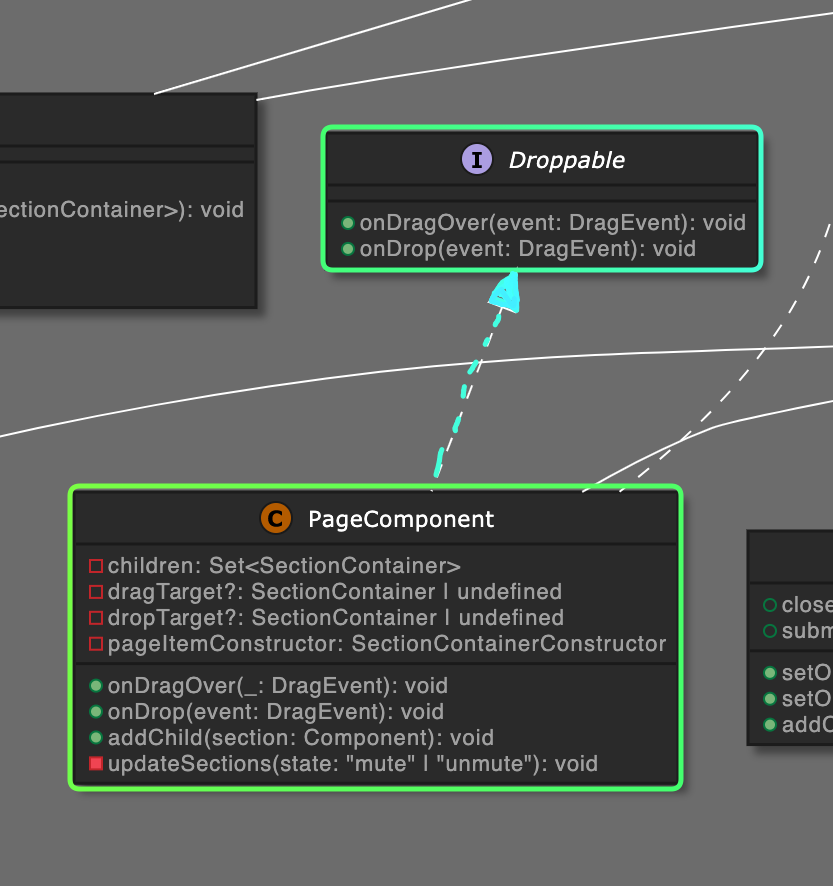 I Droppable
onDragOver(event: DragEvent): void
onDrop(event: DragEvent): void
ectionContainer>): void
C PageComponent
children: Set<SectionContainer>
dragTarget?: SectionContainer | undefined
dropTarget?: SectionContainer | undefined
pageItemConstructor: SectionContainerConstructor
onDragOver(_: DragEvent): void
onDrop(event: DragEvent): void
addChild(section: Component): void
updateSections(state: "mute" | "unmute"): void
close
subm
setO
setO
addC